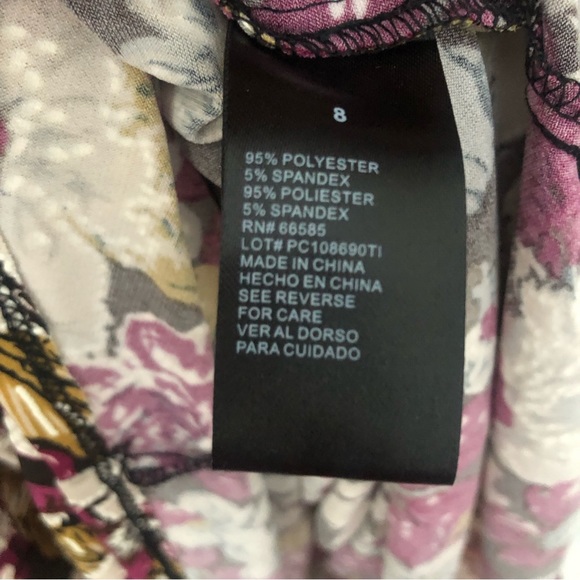 8
95% POLYESTER
5% SPANDEX
95% POLIESTER
5% SPANDEX
RN# 66585
LOT# PC108690TI
MADE IN CHINA
HECHO EN CHINA
SEE REVERSE
FOR CARE
VER AL DORSO
PARA CUIDADO